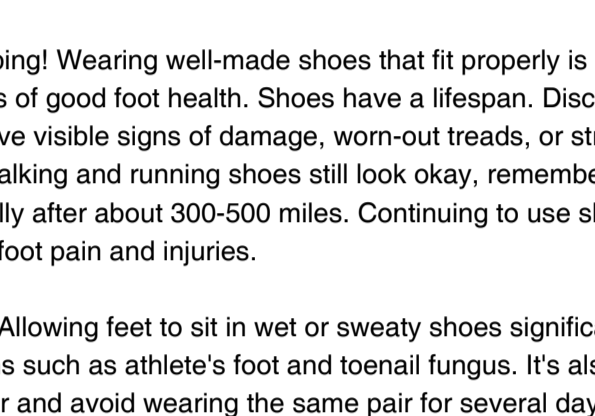 ping! Wearing well-made shoes that fit properly is
s of good foot health. Shoes have a lifespan. Disc
ve visible signs of damage, worn-out treads, or str
alking and running shoes still look okay, remembe
lly after about 300-500 miles. Continuing to use sl
foot pain and injuries.
Allowing feet to sit in wet or sweaty shoes signific
s such as athlete's foot and toenail fungus. It's als
r and avoid wearing the same pair for several day